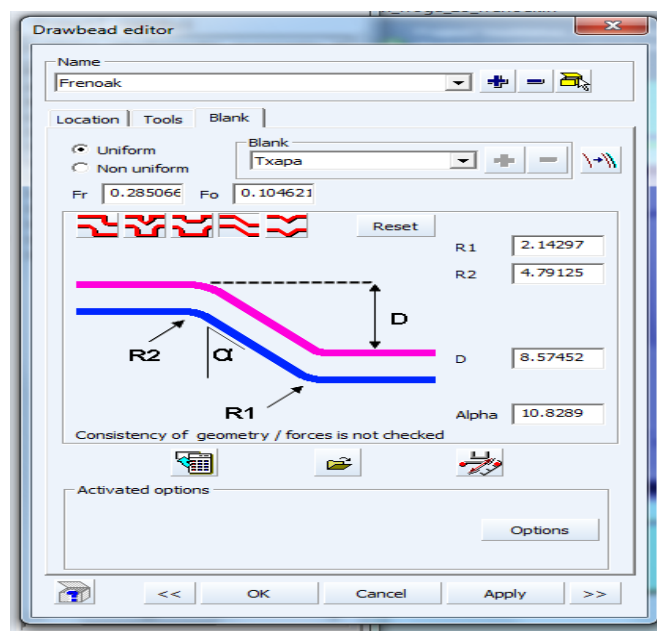 Drawbead editor
Name
Frenoak
Location Tools Blank
Uniform
Non uniform
Blank
Txapa
Fr 0.285066 Fo 0.104621
Reset
R1 2.14297
R2 4.79125
D
R2
α
R1
D 8.57452
Alpha 10.8289
Consistency of geometry / forces is not checked
Activated options
Options
<< OK Cancel Apply >>